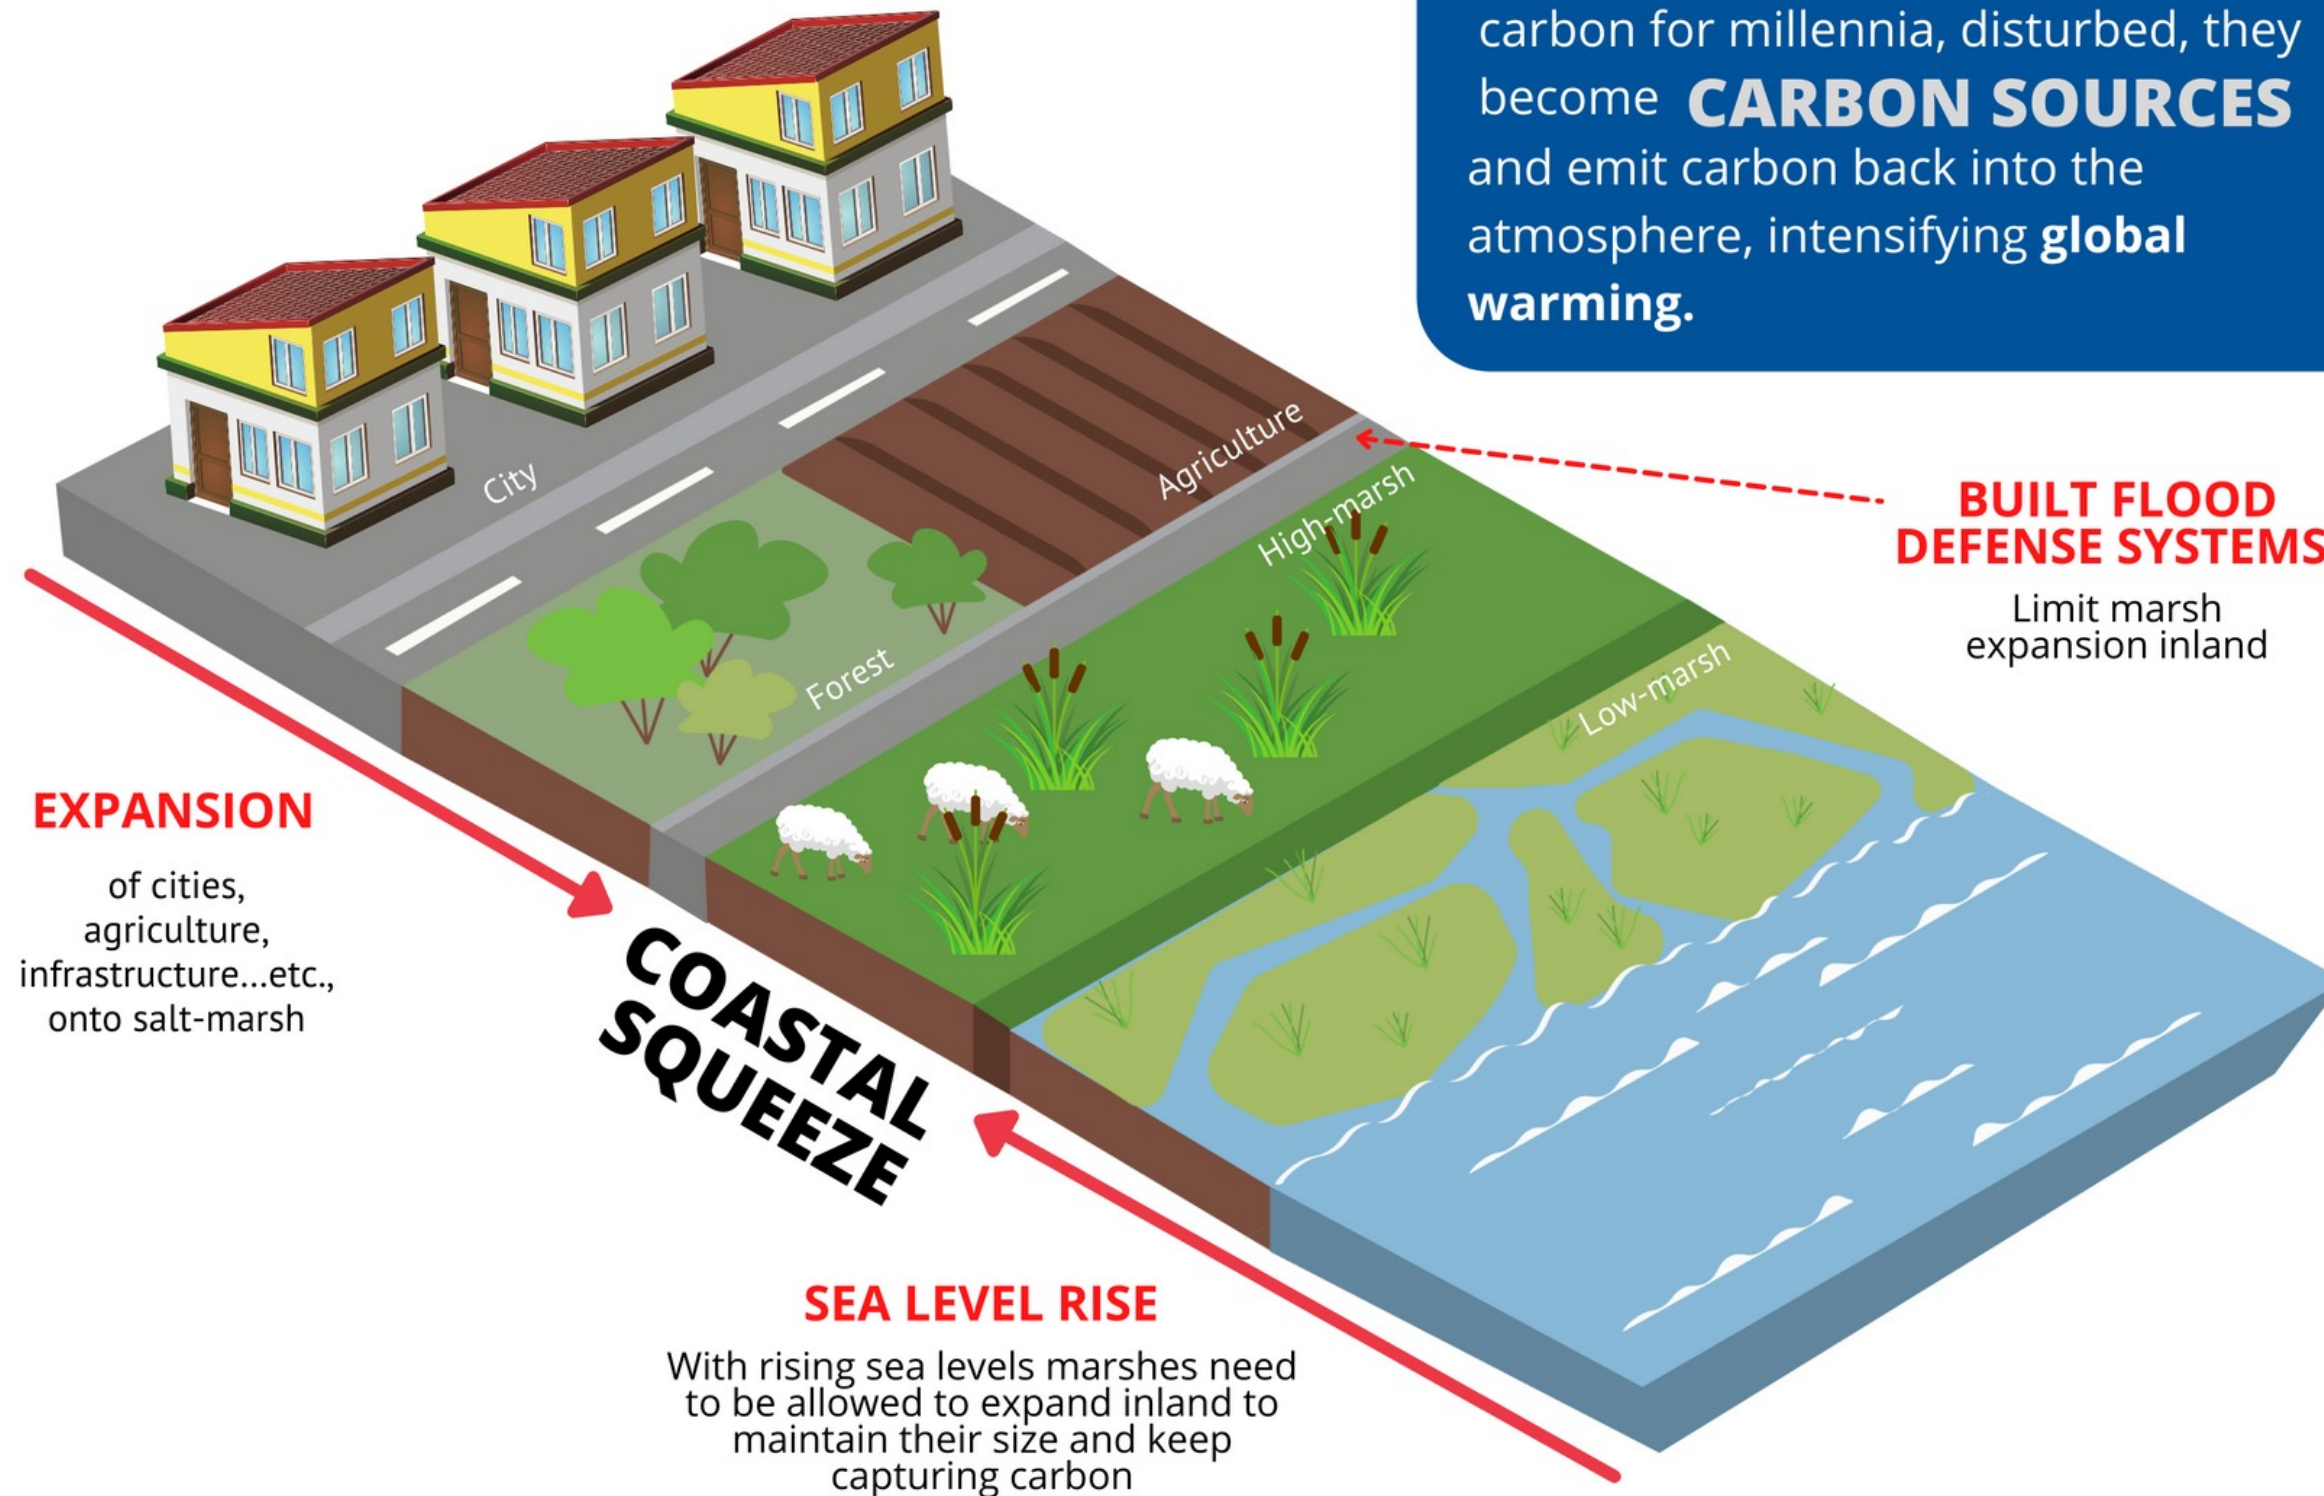 carbon for millennia, disturbed, they
become CARBON SOURCES
and emit carbon back into the
atmosphere, intensifying global
warming.
City
Agriculture
High-marsh
Forest
Low-marsh
BUILT FLOOD
DEFENSE SYSTEMS
Limit marsh
expansion inland
EXPANSION
of cities,
agriculture,
infrastructure...etc.,
onto salt-marsh
COASTAL
SQUEEZE
SEA LEVEL RISE
With rising sea levels marshes need
to be allowed to expand inland to
maintain their size and keep
capturing carbon